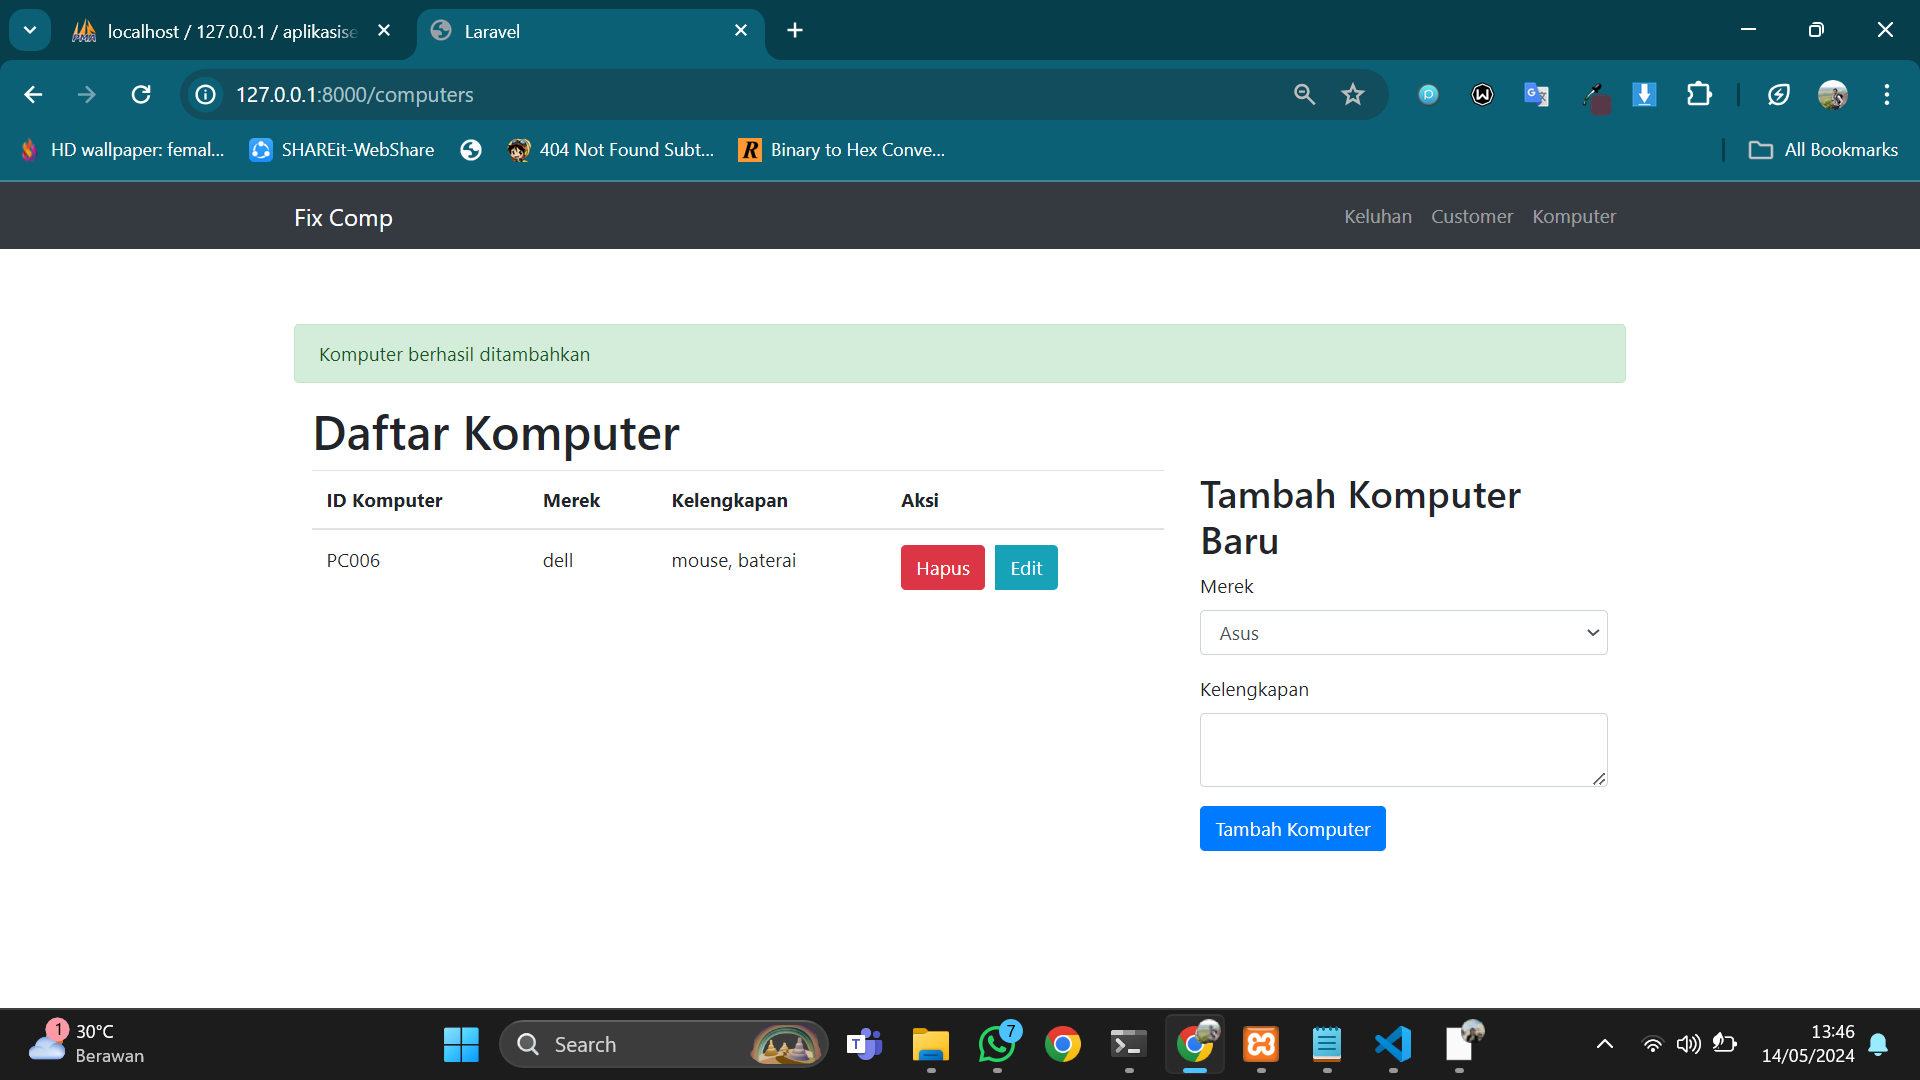 localhost / 127.0.0.1 / aplikasise
Laravel
127.0.0.1:8000/computers
HD wallpaper: femal...
SHAREit-WebShare
404 Not Found Subt...
Binary to Hex Conve...
All Bookmarks
Fix Comp
Keluhan
Customer
Komputer
Komputer berhasil ditambahkan
Daftar Komputer
ID Komputer
Merek
Kelengkapan
Aksi
PC006
dell
mouse, baterai
Hapus
Edit
Tambah Komputer
Baru
Merek
Asus
Kelengkapan
Tambah Komputer
1
30°C
Berawan
Search
7
13:46
14/05/2024